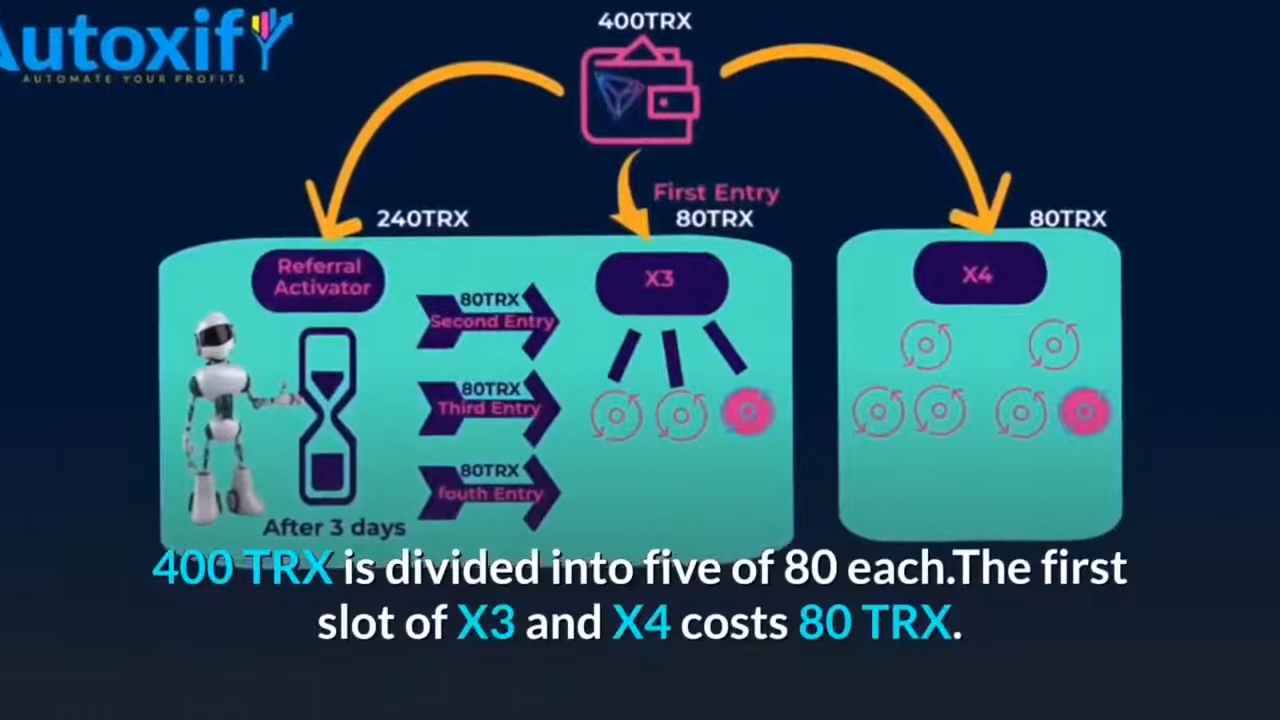 Autoxify
AUTOMATE YOUR PROFITS
400TRX
First Entry
240TRX
80TRX
80TRX
Referral
Activator
X3
X4
80TRX
Second Entry
80TRX
Third Entry
80TRX
fouth Entry
After 3 days
400 TRX is divided into five of 80 each.The first
slot of X3 and X4 costs 80 TRX.